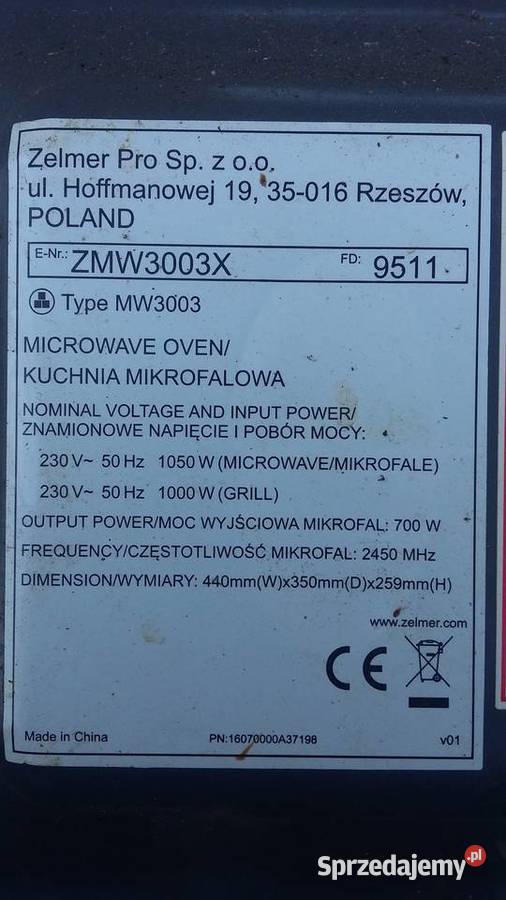 Zelmer Pro Sp. z o.o.
ul. Hoffmanowej 19, 35-016 Rzeszów,
POLAND
E-Nr.: ZMW3003X FD: 9511
Type MW3003
MICROWAVE OVEN/
KUCHNIA MIKROFALOWA
NOMINAL VOLTAGE AND INPUT POWER/
ZNAMIONOWE NAPIĘCIE I POBÓR MOCY:
230 V~ 50 Hz 1050 W (MICROWAVE/MIKROFALE)
230 V~ 50 Hz 1000 W (GRILL)
OUTPUT POWER/MOC WYJŚCIOWA MIKROFAL: 700 W
FREQUENCY/CZĘSTOTLIWOŚĆ MIKROFAL: 2450 MHz
DIMENSION/WYMIARY: 440mm(W)x350mm(D)x259mm(H)
www.zelmer.com
CE
Made in China PN:16070000A37198 v01
Sprzedajemy.pl